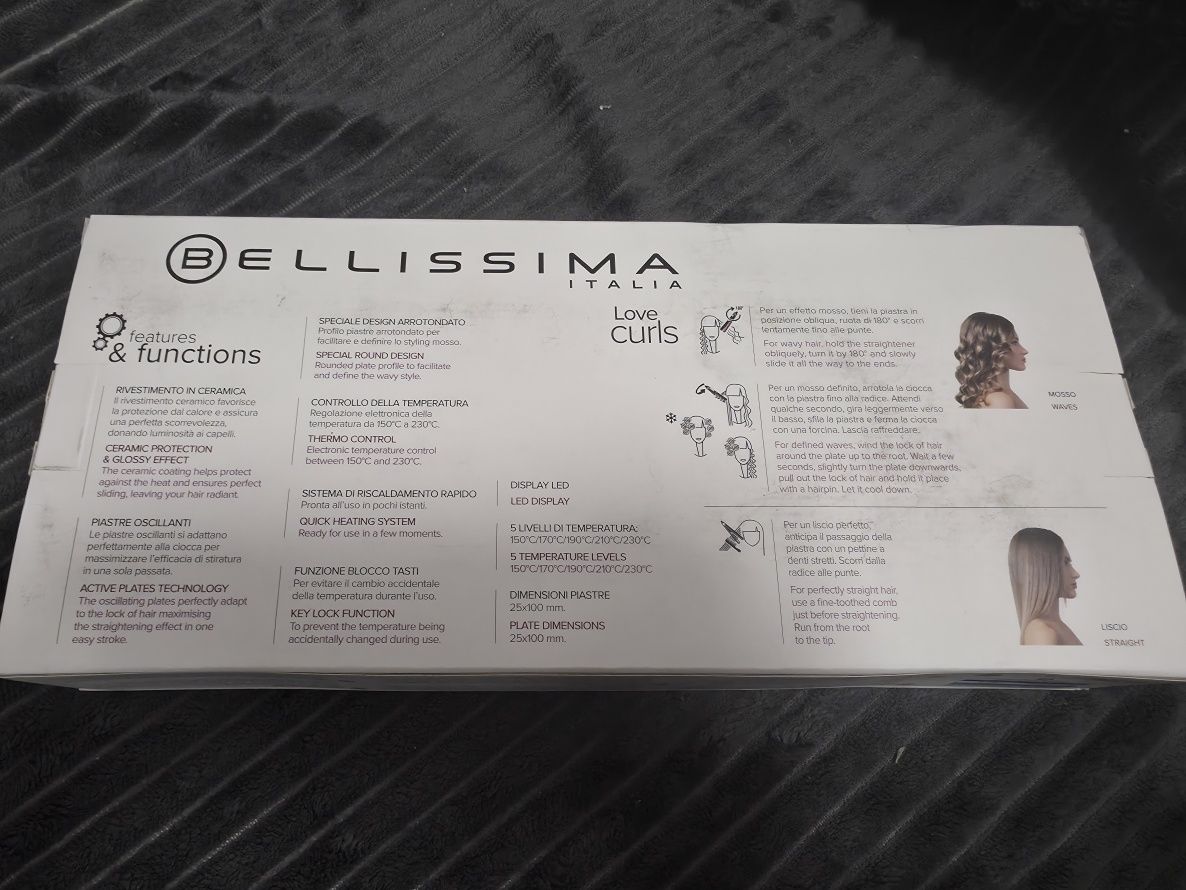 BELLISSIMA
ITALIA
features
& functions
RIVESTIMENTO IN CERAMICA
Il rivestimento ceramico favorisce
la protezione dal calore e assicura
una perfetta scorrevolezza,
donando luminosità ai capelli.
CERAMIC PROTECTION
& GLOSSY EFFECT
The ceramic coating helps protect
against the heat and ensures perfect
sliding, leaving your hair radiant.
PIASTRE OSCILLANTI
Le piastre oscillanti si adattano
perfettamente alla ciocca per
massimizzare l'efficacia di stiratura
in una sola passata.
ACTIVE PLATES TECHNOLOGY
The oscillating plates perfectly adapt
to the lock of hair maximising
the straightening effect in one
easy stroke.
SPECIALE DESIGN ARROTONDATO
Profilo piastre arrotondato per
facilitare e definire lo styling mosso.
SPECIAL ROUND DESIGN
Rounded plate profile to facilitate
and define the wavy style.
CONTROLLO DELLA TEMPERATURA
Regolazione elettronica della
temperatura da 150°C a 230°C.
THERMO CONTROL
Electronic temperature control
between 150°C and 230°C.
SISTEMA DI RISCALDAMENTO RAPIDO
Pronta all'uso in pochi istanti.
QUICK HEATING SYSTEM
Ready for use in a few moments.
FUNZIONE BLOCCO TASTI
Per evitare il cambio accidentale
della temperatura durante l'uso.
KEY LOCK FUNCTION
To prevent the temperature being
accidentally changed during use.
DISPLAY LED
LED DISPLAY
5 LIVELLI DI TEMPERATURA:
150°C/170°C/190°C/210°C/230°C
5 TEMPERATURE LEVELS
150°C/170°C/190°C/210°C/230°C
DIMENSIONI PIASTRE
25x100 mm.
PLATE DIMENSIONS
25x100 mm.
Love
curls
180°
Per un effetto mosso, tieni la piastra in
posizione obliqua, ruota di 180° e scorri
lentamente fino alle punte.
For wavy hair, hold the straightener
obliquely, turn it by 180° and slowly
slide it all the way to the ends.
Per un mosso definito, arrotola la ciocca
con la piastra fino alla radice. Attendi
qualche secondo, gira leggermente verso
il basso, sfila la piastra e ferma la ciocca
con una forcina. Lascia raffreddare.
For defined waves, wind the lock of hair
around the plate up to the root. Wait a few
seconds, slightly turn the plate downwards,
pull out the lock of hair and hold it place
with a hairpin. Let it cool down.
MOSSO
WAVES
Per un liscio perfetto,
anticipa il passaggio della
piastra con un pettine a
denti stretti. Scorri dalla
radice alle punte.
For perfectly straight hair,
use a fine-toothed comb
just before straightening.
Run from the root
to the tip.
LISCIO
STRAIGHT